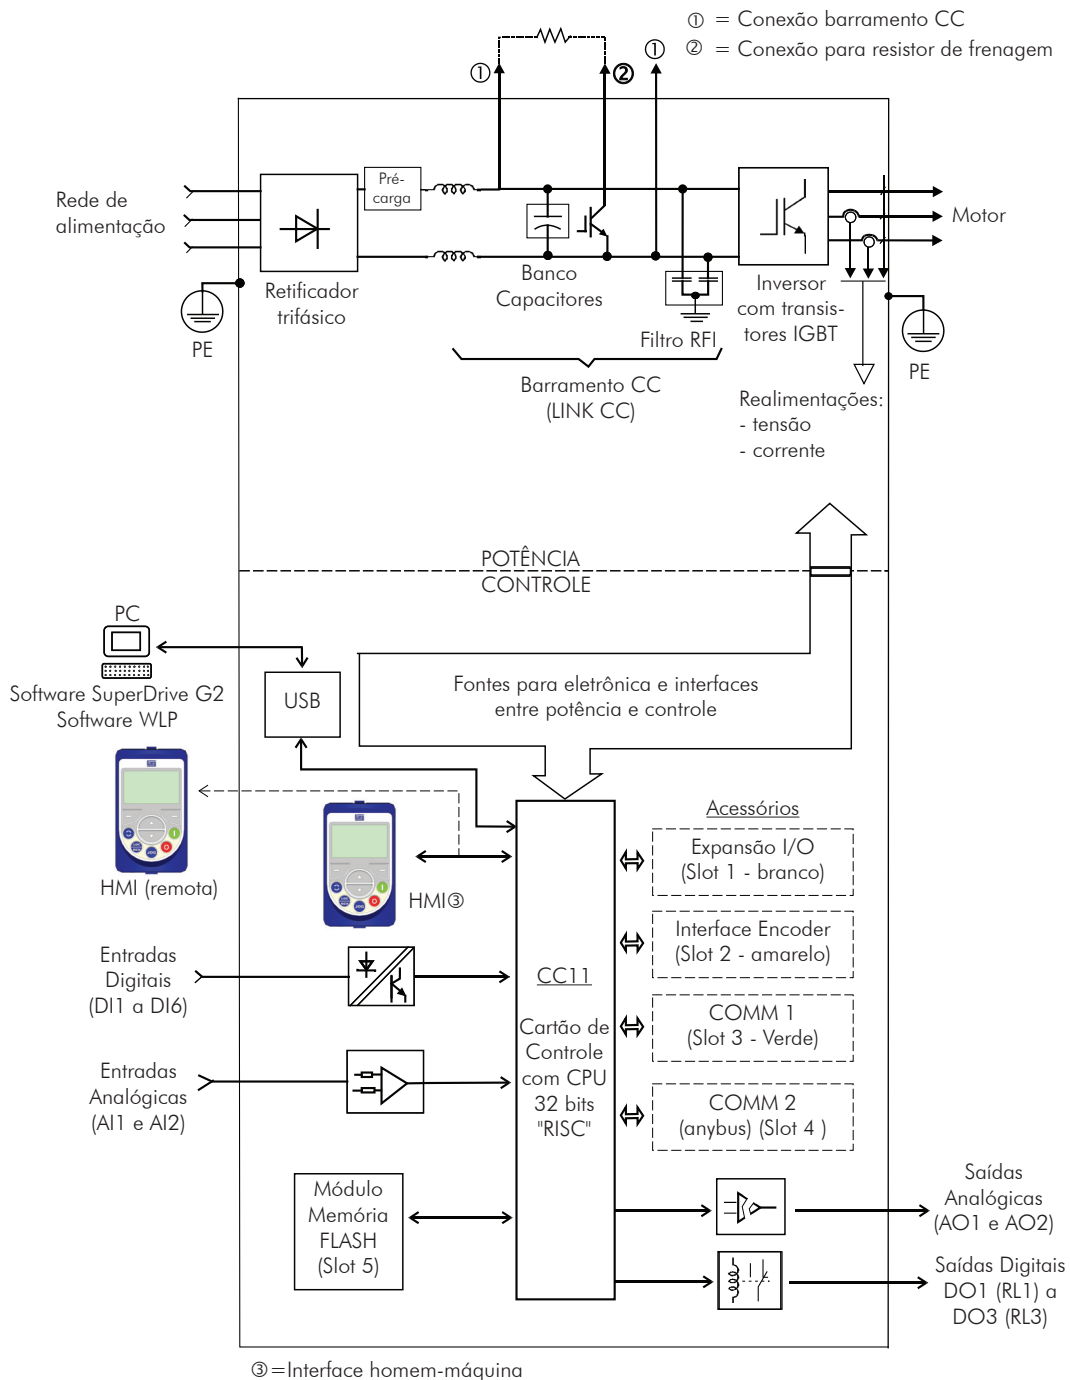 ① = Conexão barramento CC
② = Conexão para resistor de frenagem
①
②
①
Rede de
alimentação
Pré-
carga
Motor
Retificador
trifásico
Banco
Capacitores
Inversor
com transis-
tores IGBT
PE
Filtro RFI
PE
Barramento CC
(LINK CC)
Realimentações:
- tensão
- corrente
POTÊNCIA
CONTROLE
PC
Software SuperDrive G2
Software WLP
USB
Fontes para eletrônica e interfaces
entre potência e controle
HMI (remota)
HMI③
Acessórios
Expansão I/O
(Slot 1 - branco)
Interface Encoder
(Slot 2 - amarelo)
COMM 1
(Slot 3 - Verde)
COMM 2
(anybus) (Slot 4 )
Entradas
Digitais
(DI1 a DI6)
CC11
Cartão de
Controle
com CPU
32 bits
"RISC"
Entradas
Analógicas
(AI1 e AI2)
Módulo
Memória
FLASH
(Slot 5)
Saídas
Analógicas
(AO1 e AO2)
Saídas Digitais
DO1 (RL1) a
DO3 (RL3)
③=Interface homem-máquina